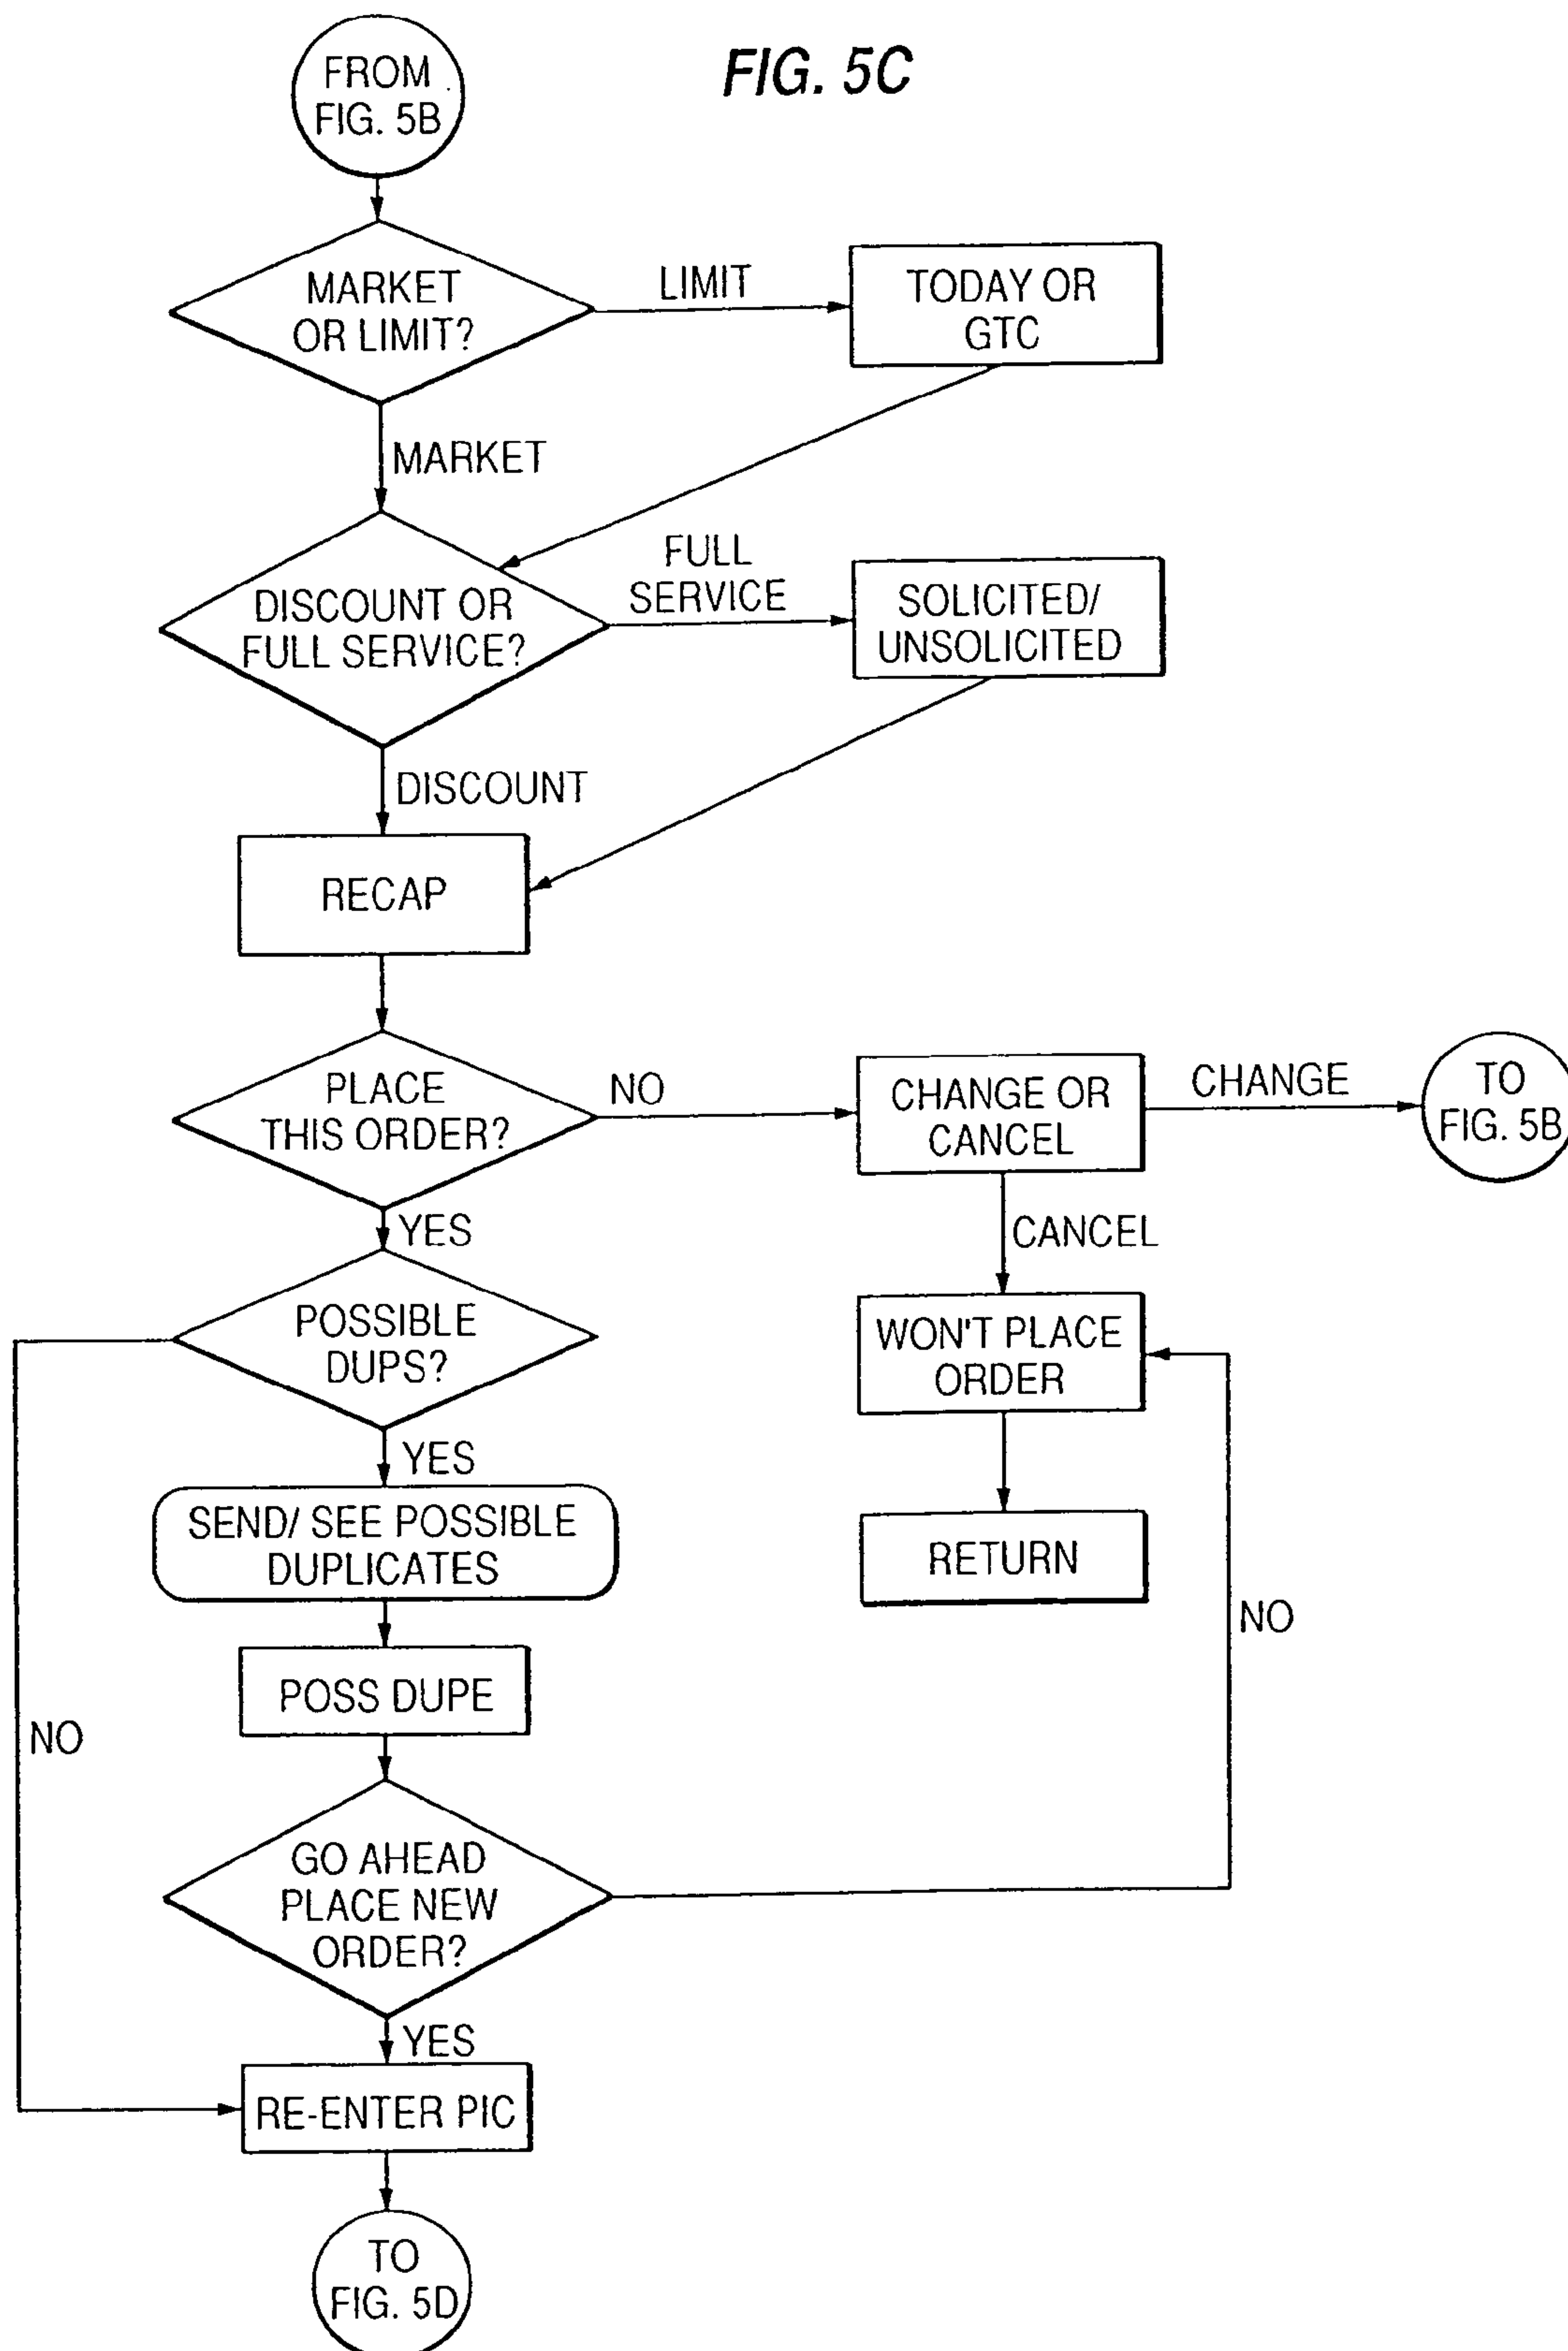 FIG. 5C
FROM
FIG. 5B
MARKET
OR LIMIT?
LIMIT
TODAY OR
GTC
MARKET
DISCOUNT OR
FULL SERVICE?
FULL
SERVICE
SOLICITED/
UNSOLICITED
DISCOUNT
RECAP
PLACE
THIS ORDER?
NO
CHANGE OR
CANCEL
CHANGE
TO
FIG. 5B
YES
CANCEL
POSSIBLE
DUPS?
WON'T PLACE
ORDER
YES
SEND/ SEE POSSIBLE
DUPLICATES
RETURN
NO
POSS DUPE
NO
GO AHEAD
PLACE NEW
ORDER?
YES
RE-ENTER PIC
TO
FIG. 5D